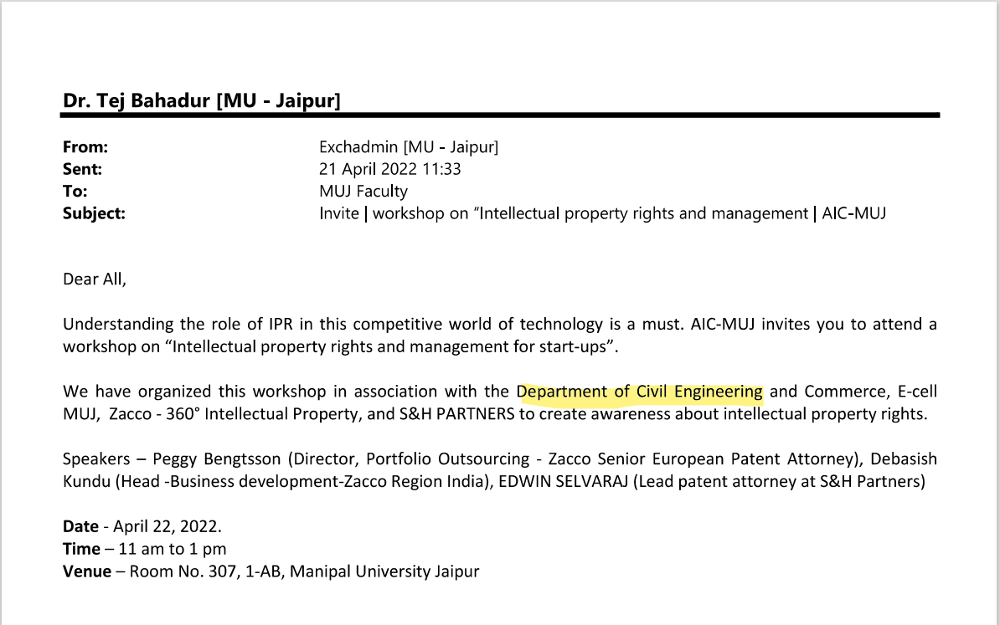 Dr. Tej Bahadur [MU - Jaipur]
From: Exchadmin [MU - Jaipur]
Sent: 21 April 2022 11:33
To: MUJ Faculty
Subject: Invite | workshop on “Intellectual property rights and management | AIC-MUJ
Dear All,
Understanding the role of IPR in this competitive world of technology is a must. AIC-MUJ invites you to attend a
workshop on “Intellectual property rights and management for start-ups”.
We have organized this workshop in association with the Department of Civil Engineering and Commerce, E-cell
MUJ, Zacco - 360° Intellectual Property, and S&H PARTNERS to create awareness about intellectual property rights.
Speakers – Peggy Bengtsson (Director, Portfolio Outsourcing - Zacco Senior European Patent Attorney), Debasish
Kundu (Head -Business development-Zacco Region India), EDWIN SELVARAJ (Lead patent attorney at S&H Partners)
Date - April 22, 2022.
Time – 11 am to 1 pm
Venue – Room No. 307, 1-AB, Manipal University Jaipur